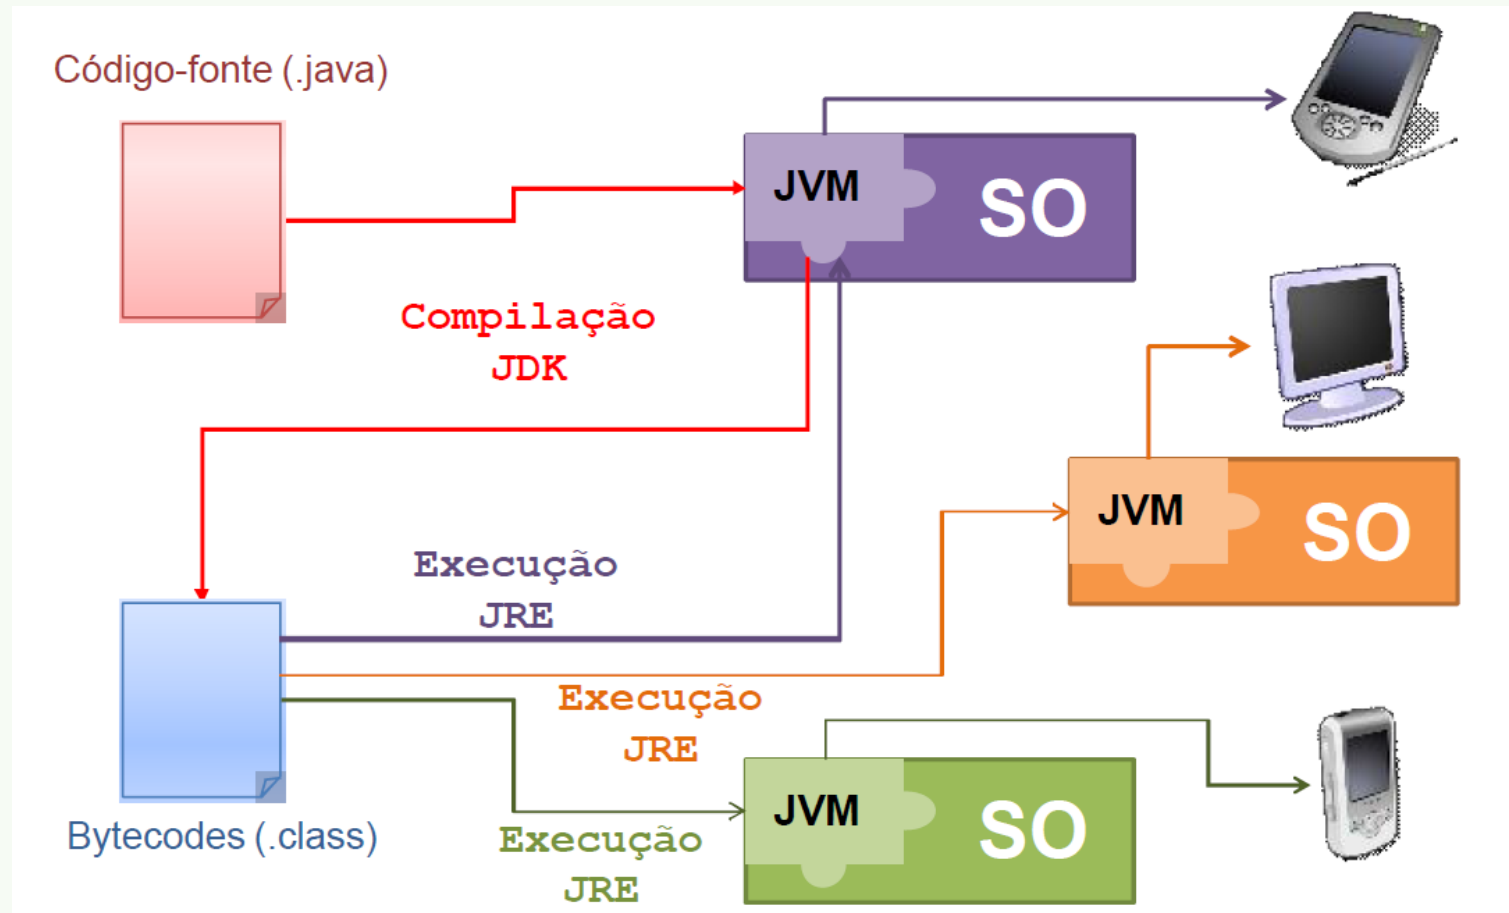 Código-fonte (.java)
JVM
SO
Compilação
JDK
JVM
SO
Execução
JRE
Execução
JRE
JVM
SO
Bytecodes (.class)
Execução
JRE